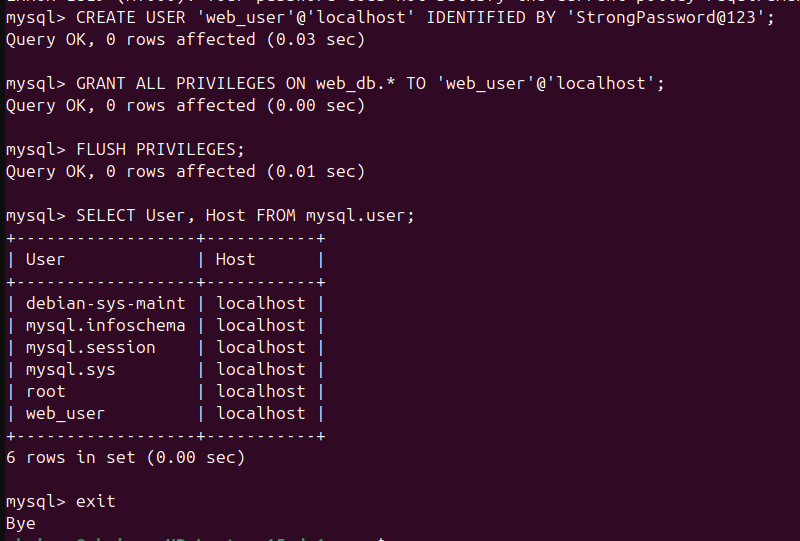 mysql> CREATE USER 'web_user'@'localhost' IDENTIFIED BY 'StrongPassword@123';
Query OK, 0 rows affected (0.03 sec)
mysql> GRANT ALL PRIVILEGES ON web_db.* TO 'web_user'@'localhost';
Query OK, 0 rows affected (0.00 sec)
mysql> FLUSH PRIVILEGES;
Query OK, 0 rows affected (0.01 sec)
mysql> SELECT User, Host FROM mysql.user;
+------------------+-----------+
| User             | Host      |
+------------------+-----------+
| debian-sys-maint | localhost |
| mysql.infoschema | localhost |
| mysql.session    | localhost |
| mysql.sys        | localhost |
| root             | localhost |
| web_user         | localhost |
+------------------+-----------+
6 rows in set (0.00 sec)
mysql> exit
Bye